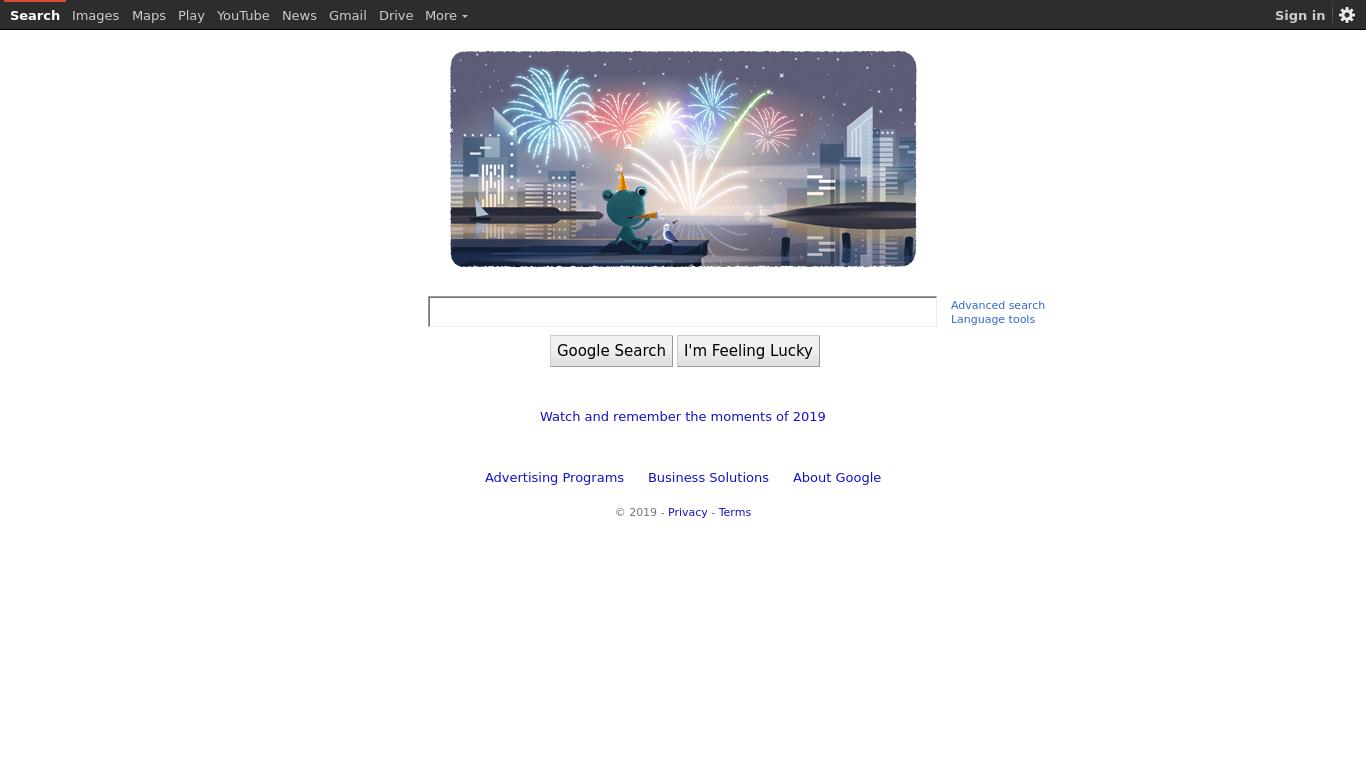 Search Images Maps Play YouTube News Gmail Drive More Sign in
Advanced search
Language tools
Google Search I'm Feeling Lucky
Watch and remember the moments of 2019
Advertising Programs Business Solutions About Google
© 2019 - Privacy - Terms